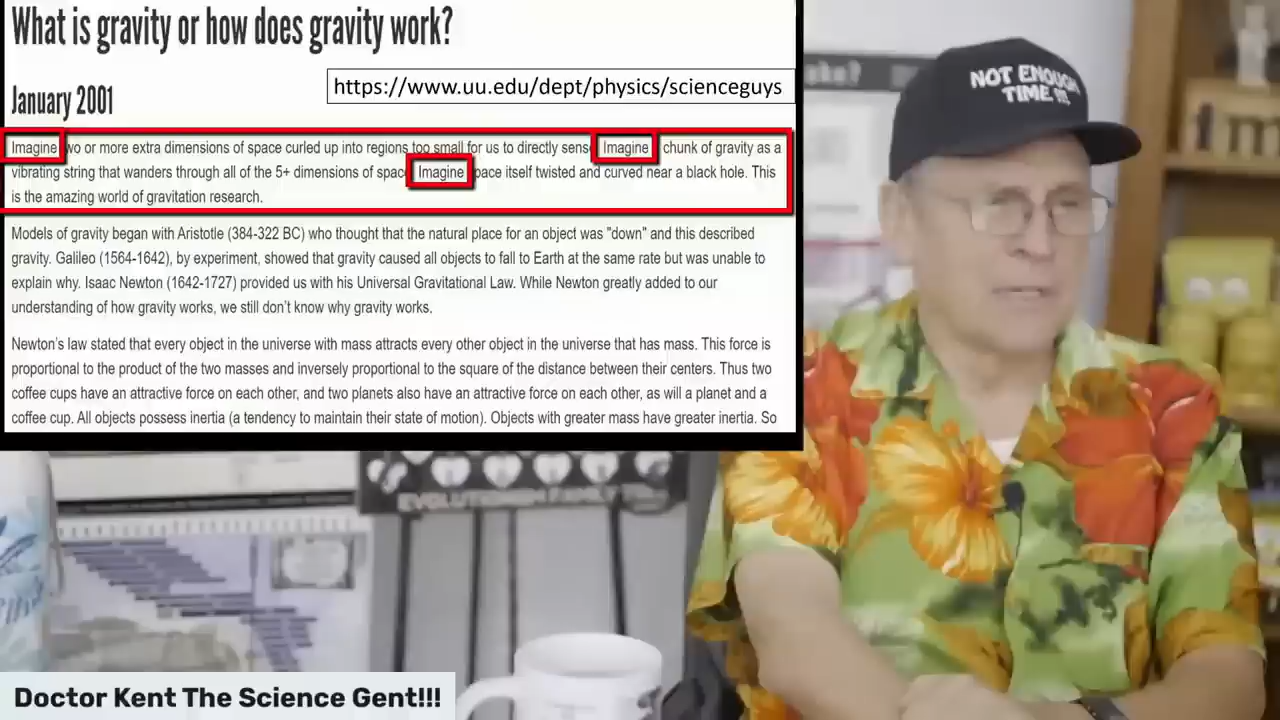 What is gravity or how does gravity work?
January 2001
https://www.uu.edu/dept/physics/scienceguys
Imagine wo or more extra dimensions of space curled up into regions too small for us to directly sens Imagine chunk of gravity as a
vibrating string that wanders through all of the 5+ dimensions of spac Imagine pace itself twisted and curved near a black hole. This
is the amazing world of gravitation research.
Models of gravity began with Aristotle (384-322 BC) who thought that the natural place for an object was "down" and this described
gravity. Galileo (1564-1642), by experiment, showed that gravity caused all objects to fall to Earth at the same rate but was unable to
explain why. Isaac Newton (1642-1727) provided us with his Universal Gravitational Law. While Newton greatly added to our
understanding of how gravity works, we still don't know why gravity works.
Newton's law stated that every object in the universe with mass attracts every other object in the universe that has mass. This force is
proportional to the product of the two masses and inversely proportional to the square of the distance between their centers. Thus two
coffee cups have an attractive force on each other, and two planets also have an attractive force on each other, as will a planet and a
coffee cup. All objects possess inertia (a tendency to maintain their state of motion). Objects with greater mass have greater inertia. So
NOT ENOUGH
TIME !!!
EVOLUTIONISM FAMILY
Doctor Kent The Science Gent!!!